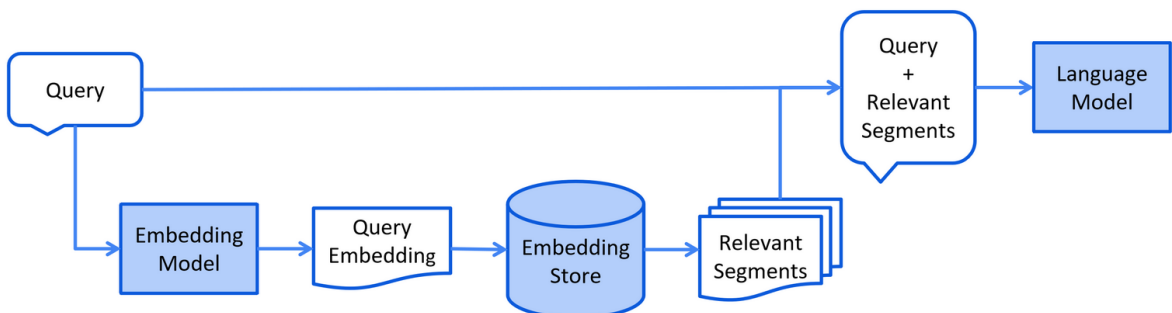 Query
Query
+
Relevant
Segments
Language
Model
Embedding
Model
Query
Embedding
Embedding
Store
Relevant
Segments